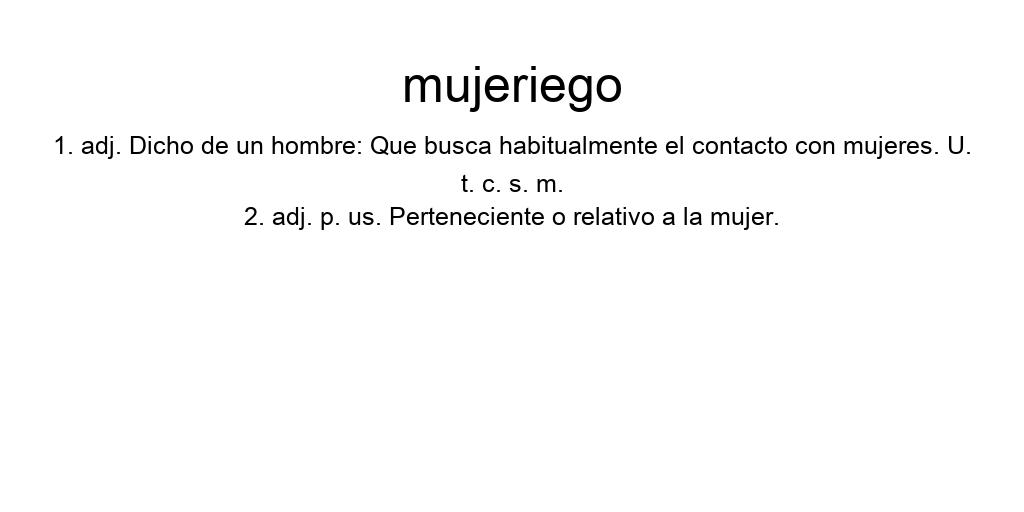 mujeriego
1. adj. Dicho de un hombre: Que busca habitualmente el contacto con mujeres. U.
t. c. s. m.
2. adj. p. us. Perteneciente o relativo a la mujer.